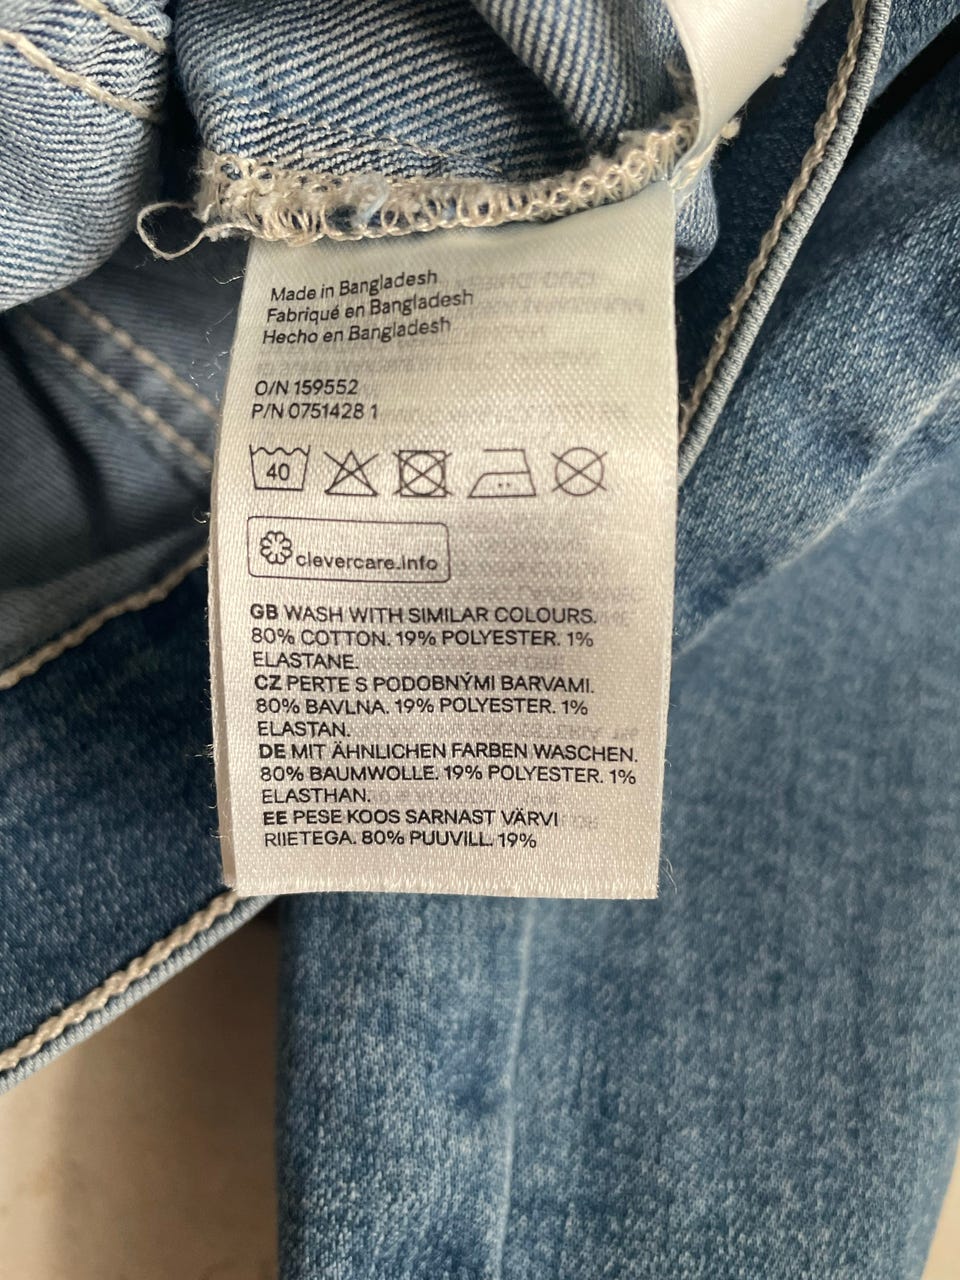 Made in Bangladesh
Fabriqué en Bangladesh
Hecho en Bangladesh
O/N 159552
P/N 0751428 1
40
clevercare.info
GB WASH WITH SIMILAR COLOURS.
80% COTTON. 19% POLYESTER. 1%
ELASTANE.
CZ PERTE S PODOBNÝMI BARVAMI.
80% BAVLNA. 19% POLYESTER. 1%
ELASTAN.
DE MIT ÄHNLICHEN FARBEN WASCHEN.
80% BAUMWOLLE. 19% POLYESTER. 1%
ELASTHAN.
EE PESE KOOS SARNAST VÄRVI
RIIETEGA. 80% PUUVILL. 19%